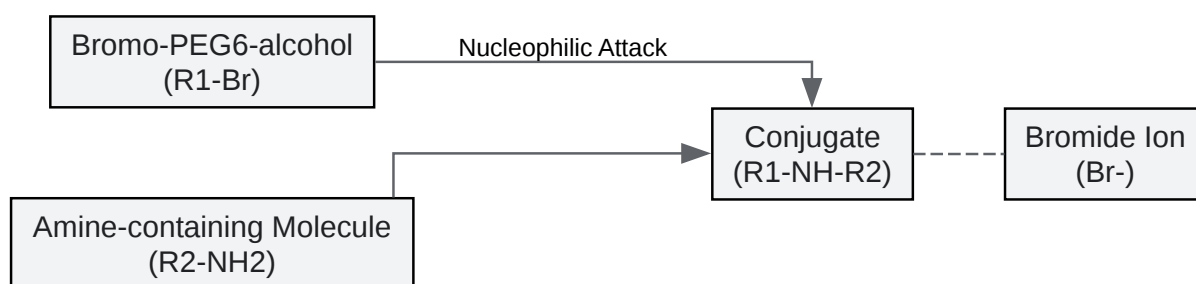 Bromo-PEG6-alcohol
(R1-Br)
Nucleophilic Attack
Conjugate
(R1-NH-R2)
Bromide Ion
(Br-)
Amine-containing Molecule
(R2-NH2)